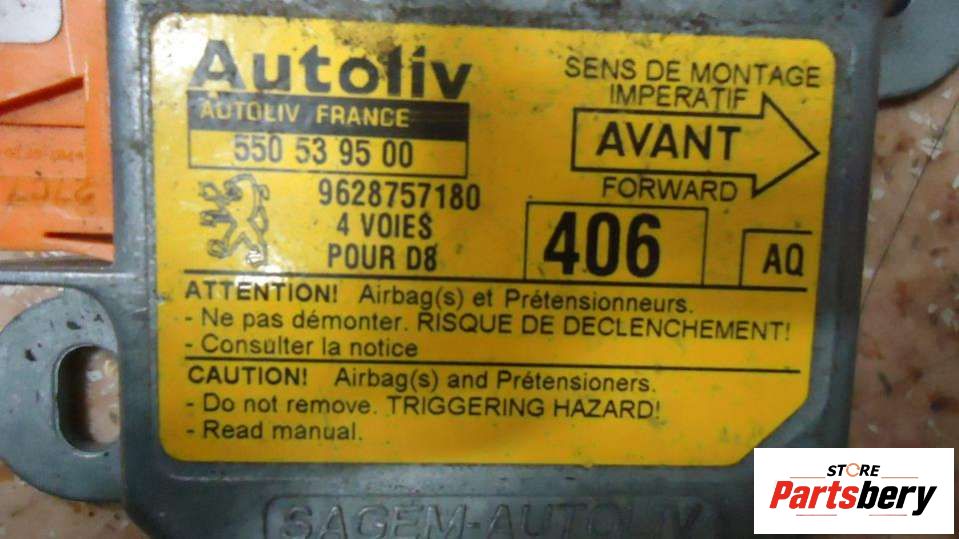 Autoliv
AUTOLIV FRANCE
550 53 95 00
9628757180
4 VOIES
POUR D8
SENS DE MONTAGE
IMPERATIF
AVANT
FORWARD
406
AQ
ATTENTION! Airbag(s) et Prétensionneurs.
- Ne pas démonter. RISQUE DE DECLENCHEMENT!
- Consulter la notice
CAUTION! Airbag(s) and Prétensioners.
- Do not remove. TRIGGERING HAZARD!
- Read manual.
SAGEM-AUTOLIV
STORE
Partsbery